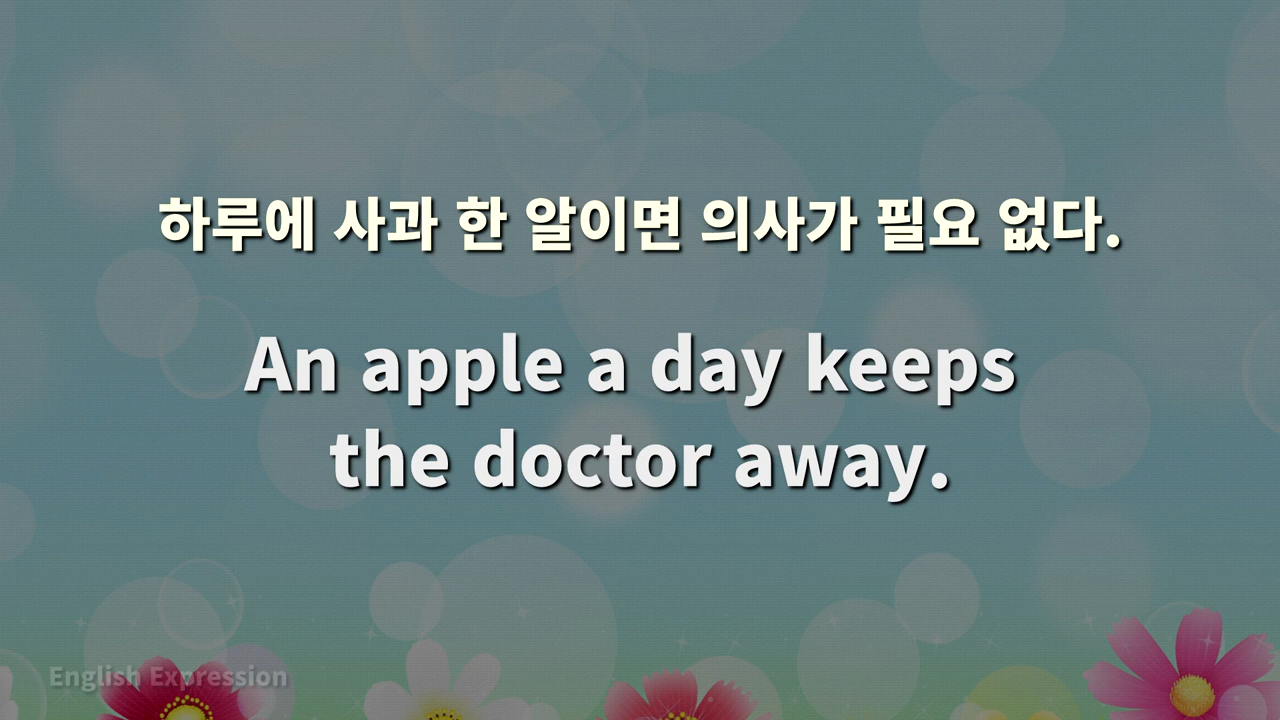 하루에 사과 한 알이면 의사가 필요 없다.
An apple a day keeps
the doctor away.
English Expression